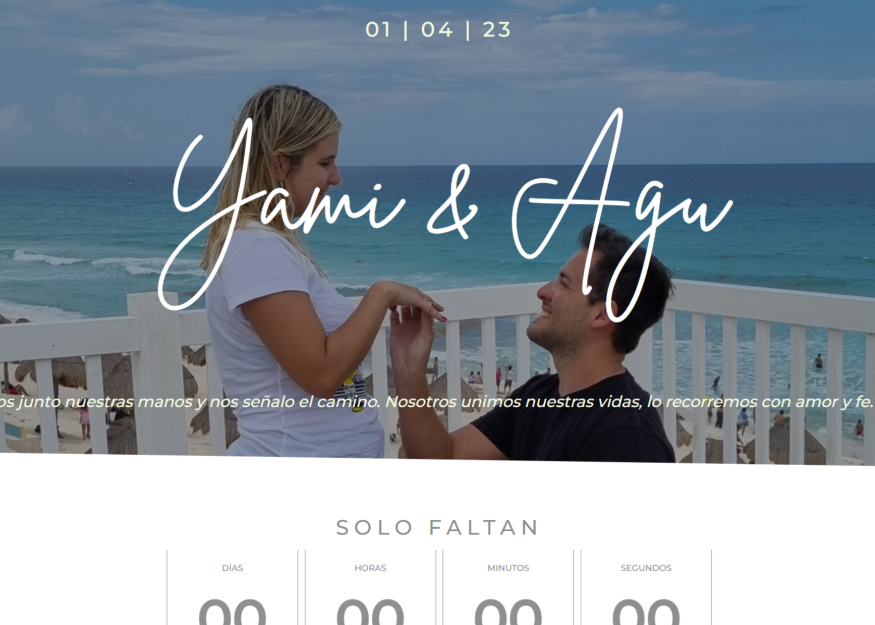 01 | 04 | 23
Yami & Agu
os junto nuestras manos y nos señalo el camino. Nosotros unimos nuestras vidas, lo recorremos con amor y fe.
SOLO FALTAN
DÍAS HORAS MINUTOS SEGUNDOS
00 00 00 00